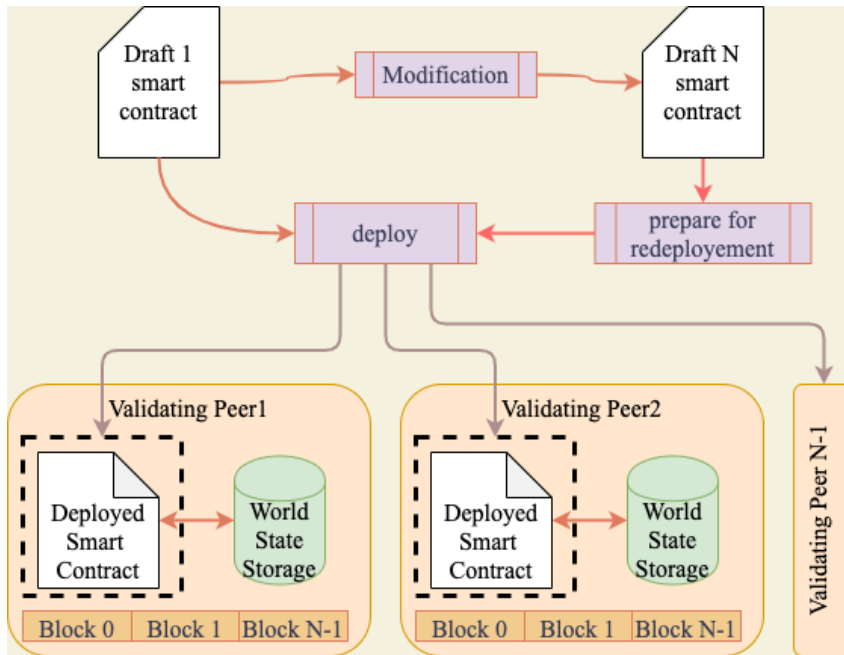 Draft 1
smart
contract
Modification
Draft N
smart
contract
deploy
prepare for
redeployement
Validating Peer1
Deployed
Smart
Contract
World
State
Storage
Block 0
Block 1
Block N-1
Validating Peer2
Deployed
Smart
Contract
World
State
Storage
Block 0
Block 1
Block N-1
Validating Peer N-1